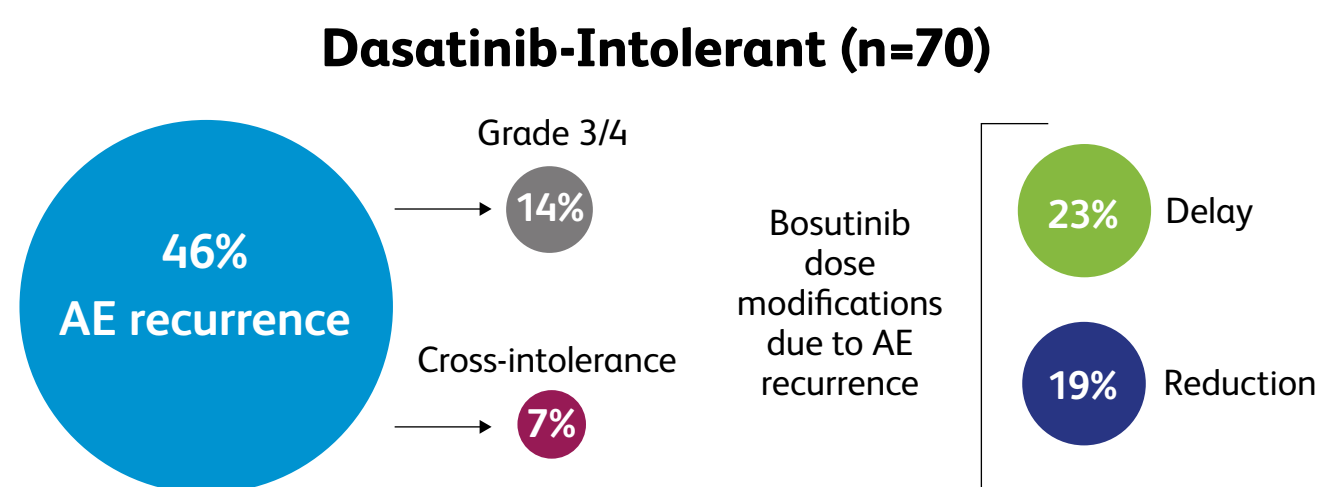 Dasatinib-Intolerant (n=70)
46%
AE recurrence
Grade 3/4
14%
Cross-intolerance
7%
Bosutinib
dose
modifications
due to AE
recurrence
23%
Delay
19%
Reduction